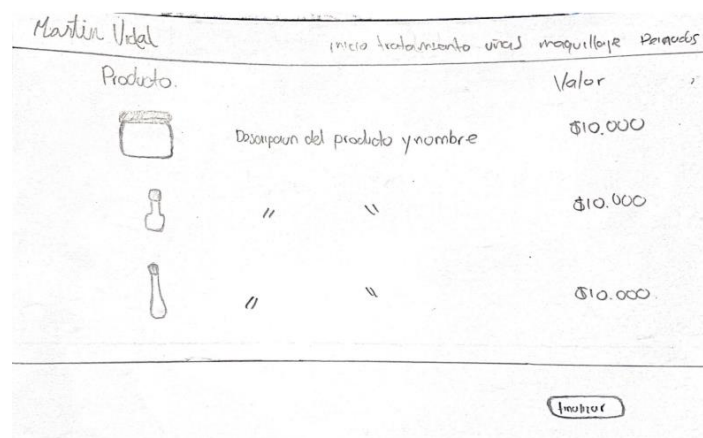 Martin Vidal
inicio tratamiento uñas maquillaje Peinados
Producto. Valor
Descripcion del producto y nombre $10.000
" " $10.000
" " $10.000
Finalizar